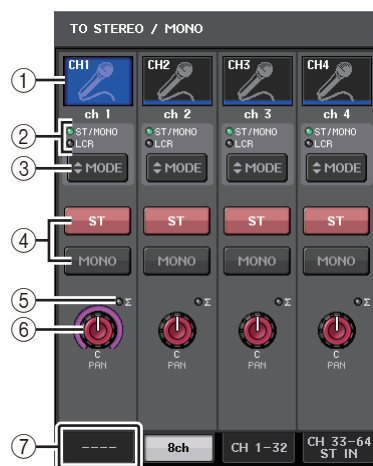 TO STEREO / MONO
① CH1 CH2 CH3 CH4
ch 1 ch 2 ch 3 ch 4
② ST/MONO ST/MONO ST/MONO ST/MONO
LCR LCR LCR LCR
③ MODE MODE MODE MODE
④ ST ST ST ST
MONO MONO MONO MONO
⑤ Σ Σ Σ Σ
⑥ C C C C
PAN PAN PAN PAN
⑦ ---- 8ch CH 1-32 CH 33-64
ST IN